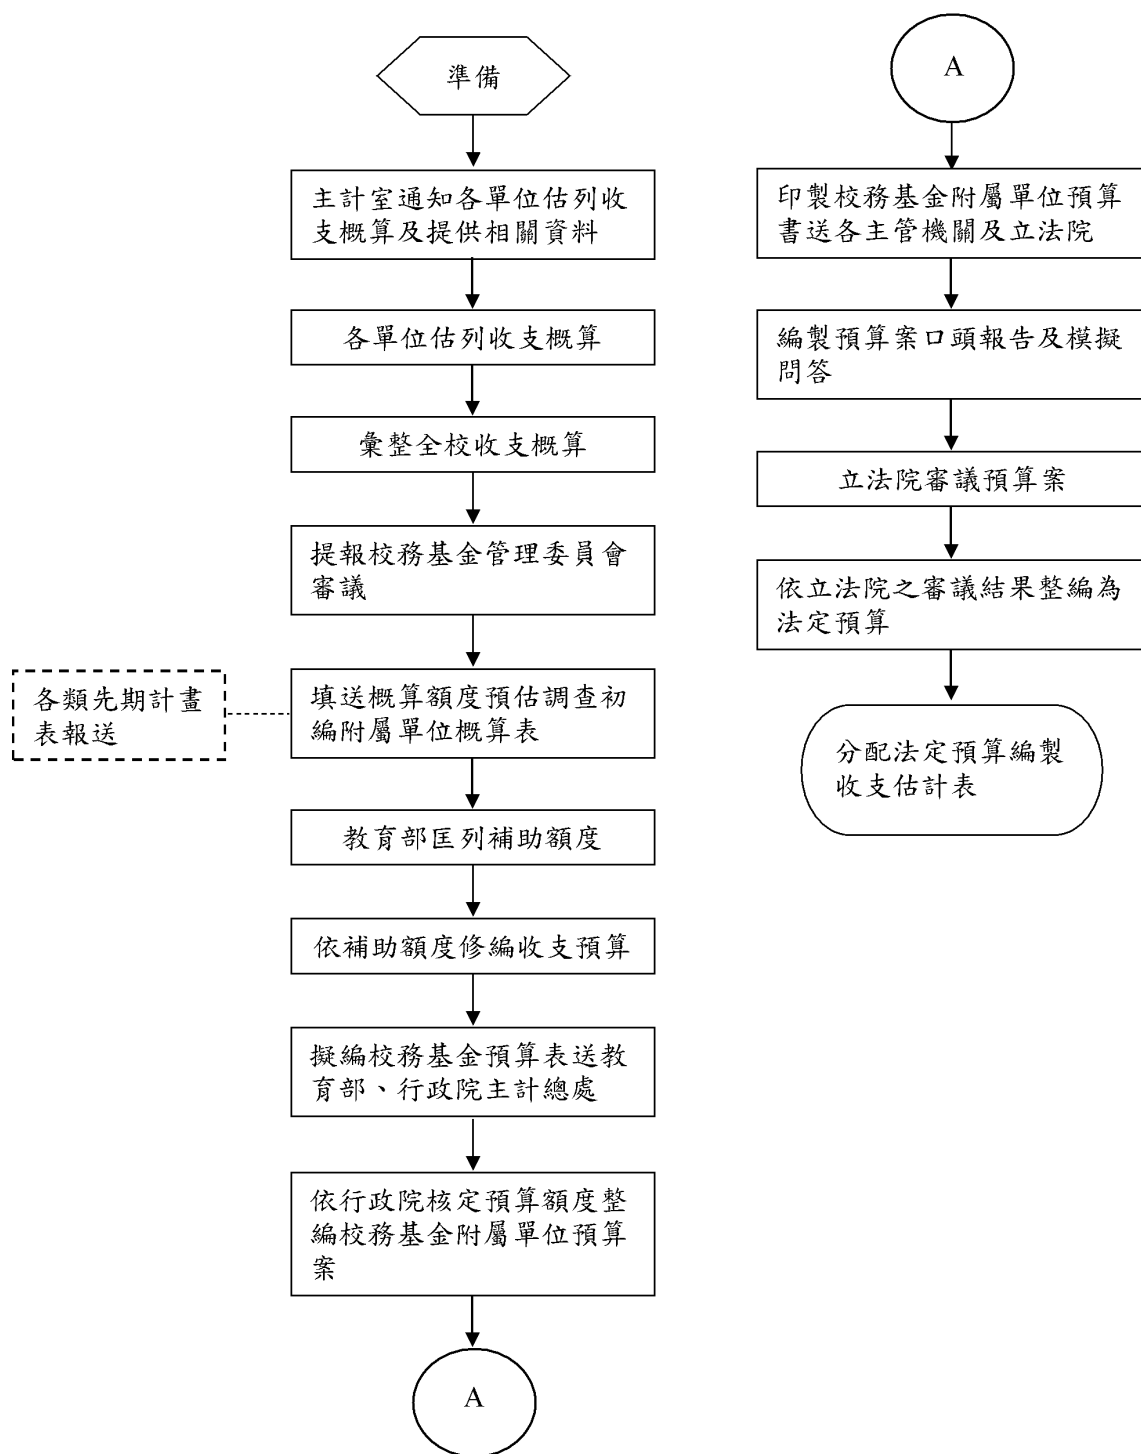 準備
主計室通知各單位估列收
支概算及提供相關資料
各單位估列收支概算
彙整全校收支概算
提報校務基金管理委員會
審議
各類先期計畫
表報送
填送概算額度預估調查初
編附屬單位概算表
教育部匡列補助額度
依補助額度修編收支預算
擬編校務基金預算表送教
育部、行政院主計總處
依行政院核定預算額度整
編校務基金附屬單位預算
案
A
A
印製校務基金附屬單位預算
書送各主管機關及立法院
編製預算案口頭報告及模擬
問答
立法院審議預算案
依立法院之審議結果整編為
法定預算
分配法定預算編製
收支估計表